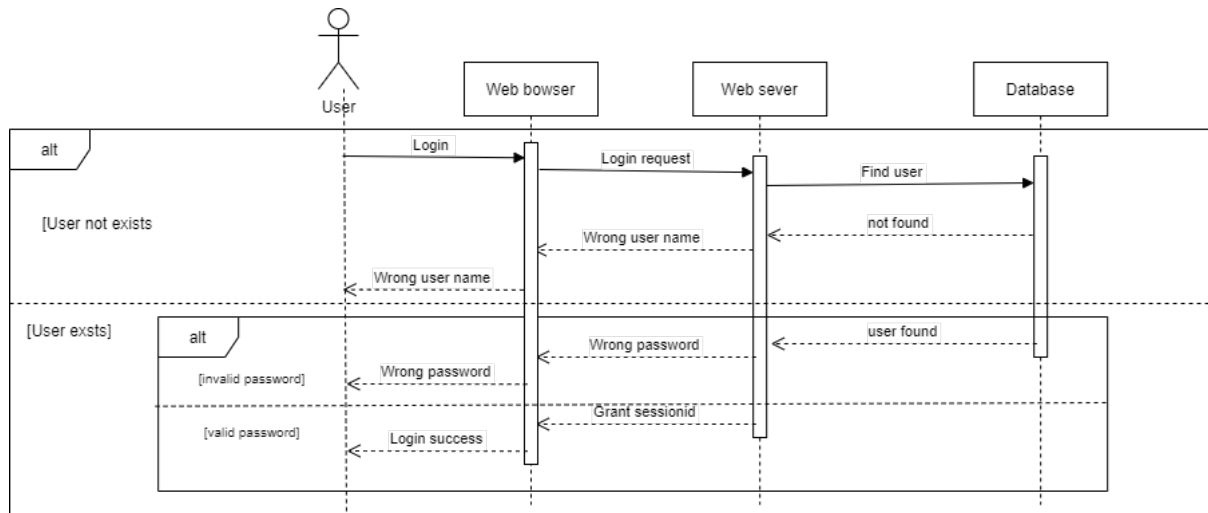 User
Web bowser
Web sever
Database
alt
Login
Login request
Find user
[User not exists
not found
Wrong user name
Wrong user name
[User exsts]
alt
user found
Wrong password
Wrong password
[invalid password]
Grant sessionid
[valid password]
Login success